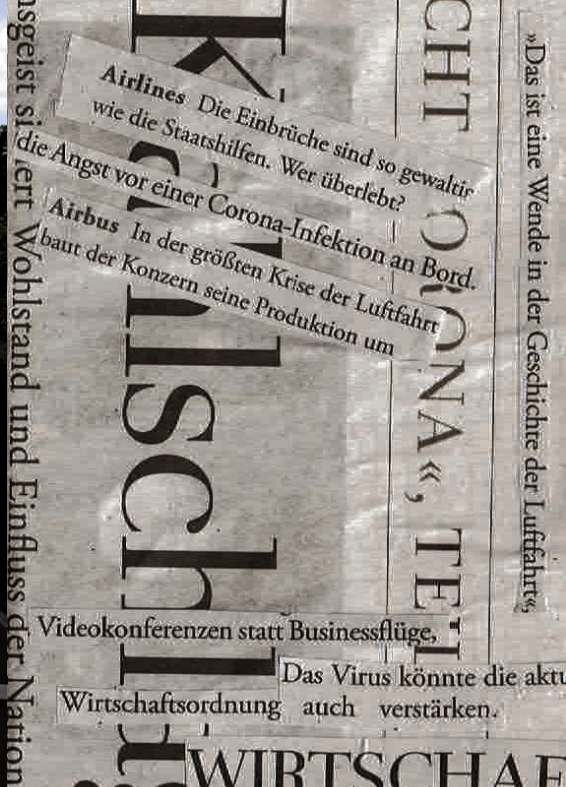 Airlines Die Einbrüche sind so gewaltig
wie die Staatshilfen. Wer überlebt?
die Angst vor einer Corona-Infektion an Bord.
Airbus In der größten Krise der Luftfahrt
baut der Konzern seine Produktion um
»Das ist eine Wende in der Geschichte der Luftfahrt«,
CHT
ONA«, TE
Wohlstand und Einfluss der Nation
Videokonferenzen statt Businessflüge,
Das Virus könnte die aktu
Wirtschaftsordnung auch verstärken.
WIRTSCHAF